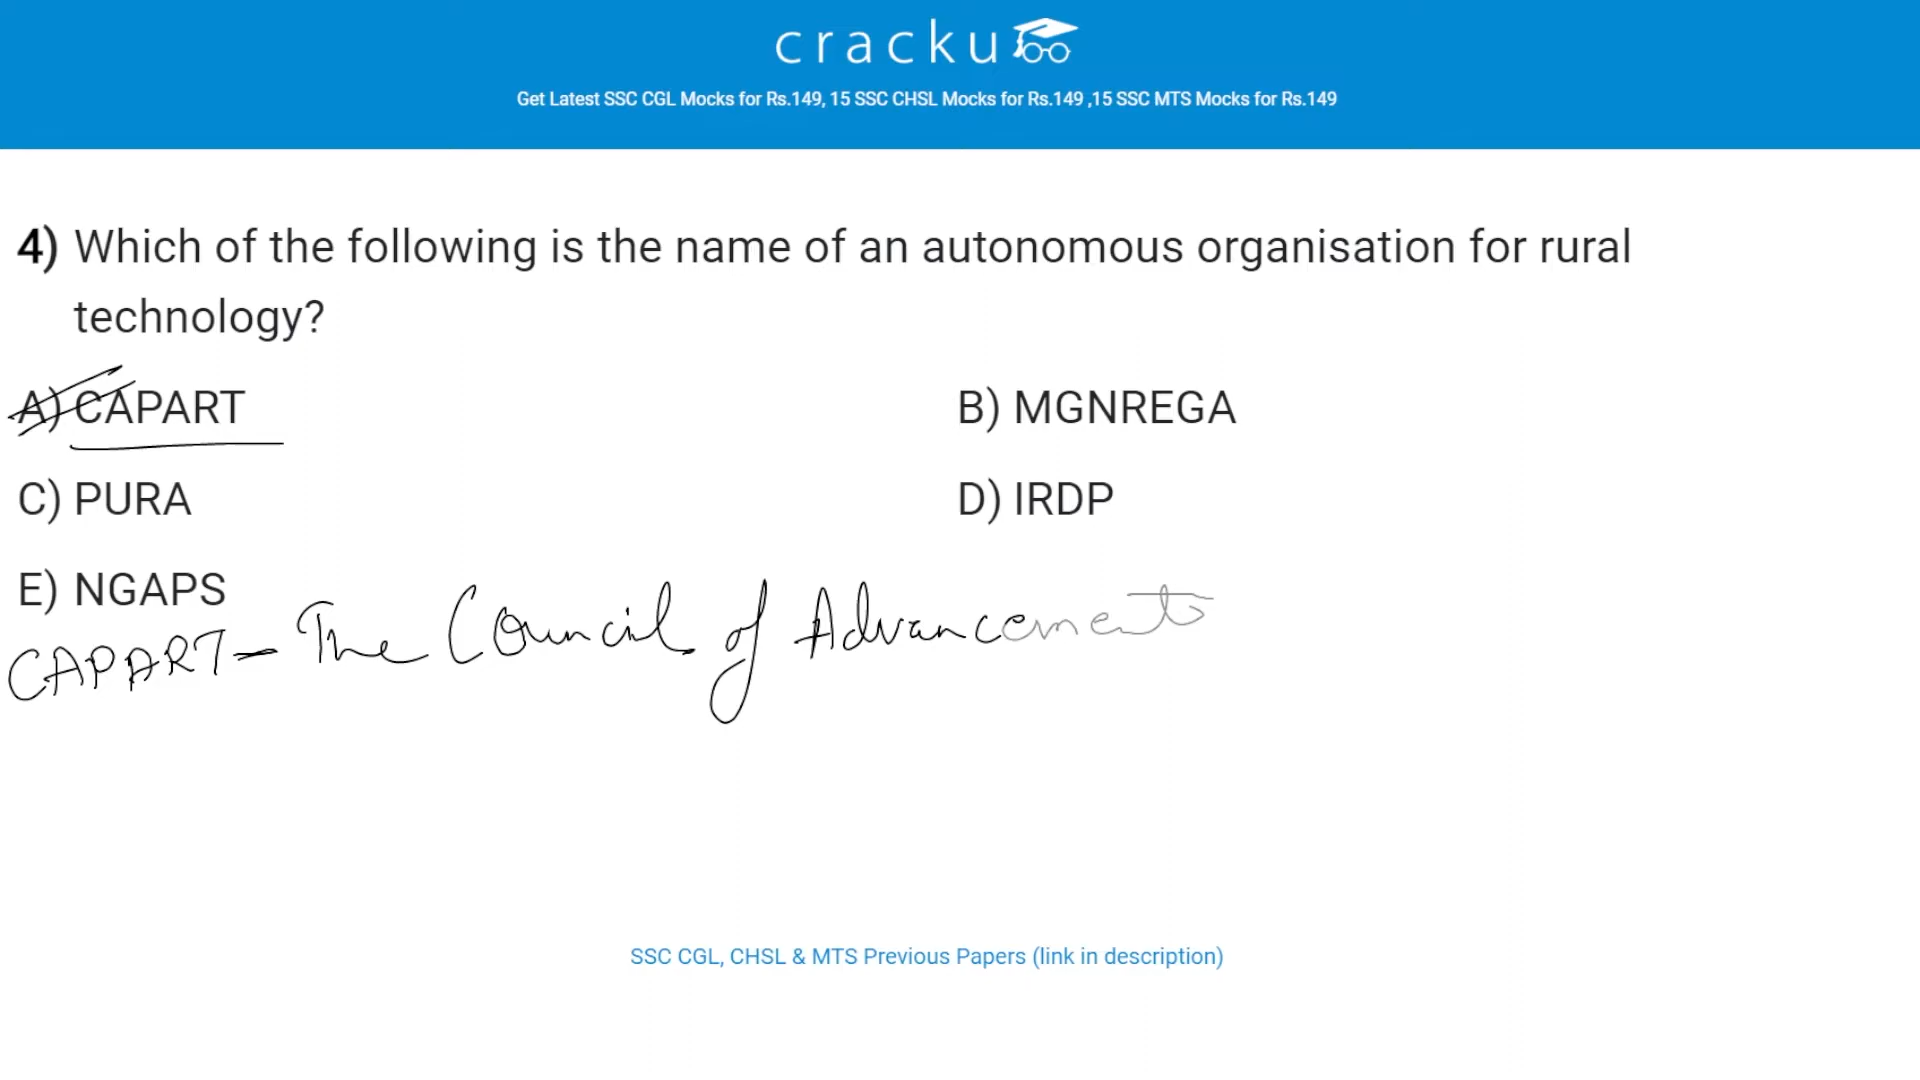 cracku
Get Latest SSC CGL Mocks for Rs.149, 15 SSC CHSL Mocks for Rs.149 ,15 SSC MTS Mocks for Rs.149
4) Which of the following is the name of an autonomous organisation for rural
technology?
A) CAPART B) MGNREGA
C) PURA D) IRDP
E) NGAPS
CAPART - The Council of Advancement
SSC CGL, CHSL & MTS Previous Papers (link in description)